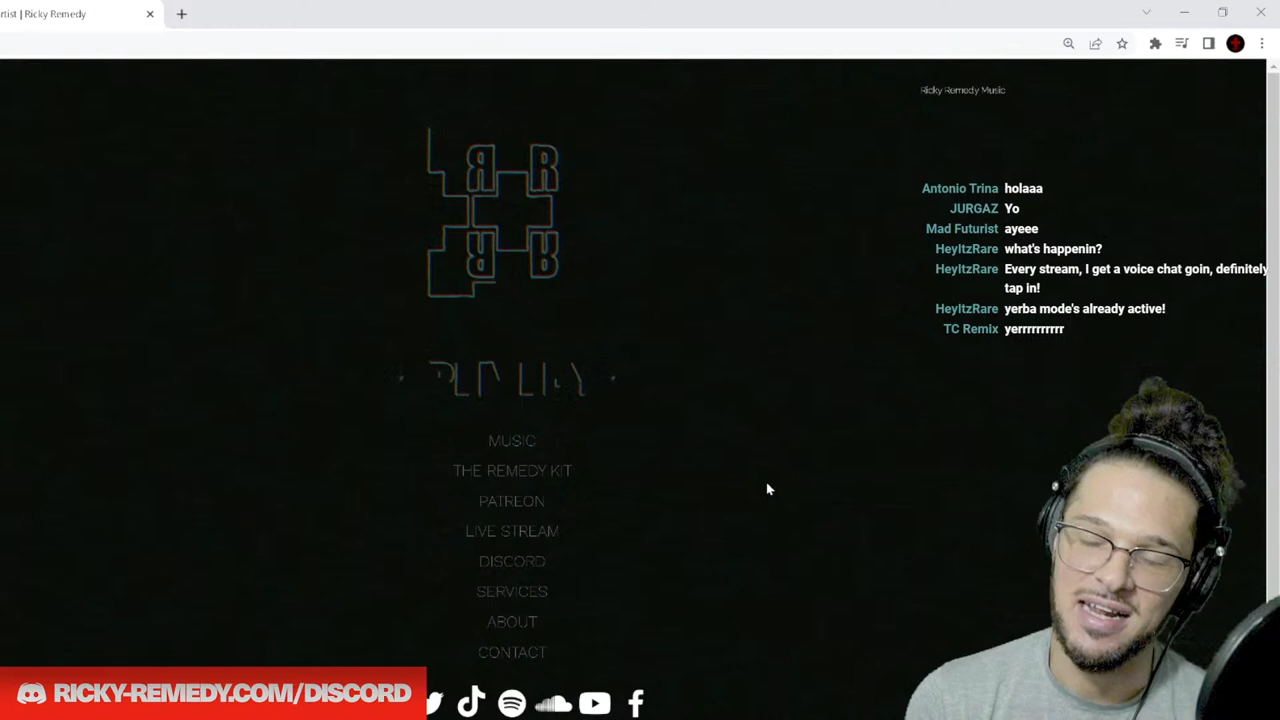 rtist | Ricky Remedy
Ricky Remedy Music
R R
R R
Antonio Trina holaaa
JURGAZ Yo
Mad Futurist ayeee
HeyItzRare what's happenin?
HeyItzRare Every stream, I get a voice chat goin, definitely
tap in!
HeyItzRare yerba mode's already active!
TC Remix yerrrrrrrrr
MUSIC
THE REMEDY KIT
PATREON
LIVE STREAM
DISCORD
SERVICES
ABOUT
CONTACT
RICKY-REMEDY.COM/DISCORD